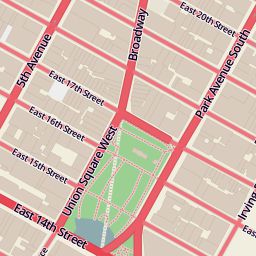 East 20th Street
Broadway
5th Avenue
Park Avenue South
East 17th Street
East 16th Street
Union Square West
East 15th Street
Irving
East 14th Street